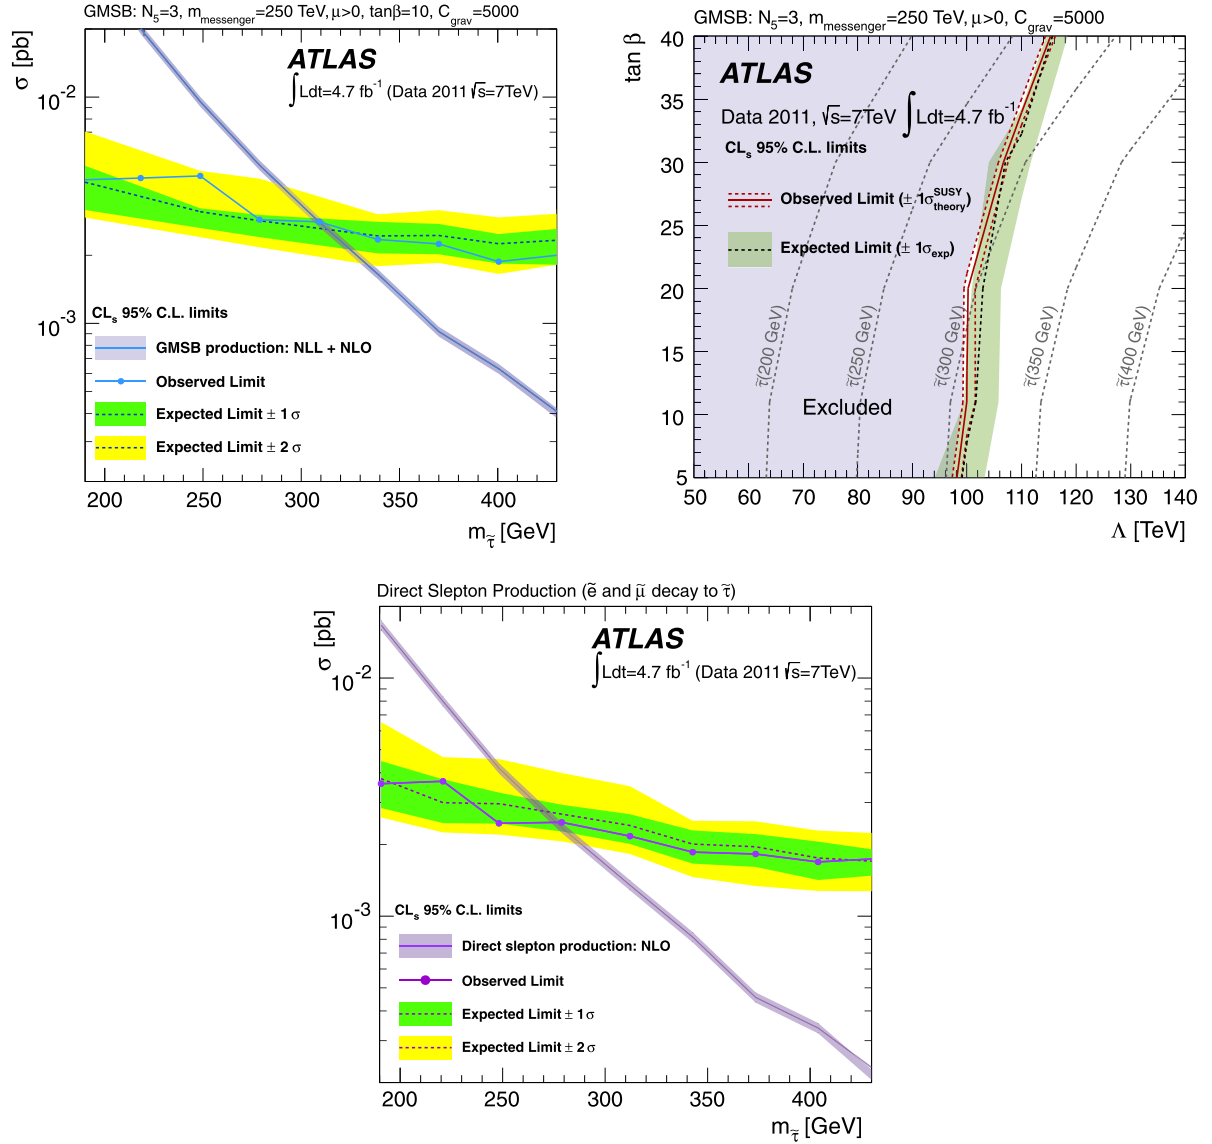 GMSB: N5=3, mmessenger=250 TeV, μ>0, tanβ=10, Cgrav=5000
σ [pb]
ATLAS
∫Ldt=4.7 fb-1 (Data 2011 √s=7TeV)
10-2
10-3
CLs 95% C.L. limits
GMSB production: NLL + NLO
Observed Limit
Expected Limit ± 1 σ
Expected Limit ± 2 σ
200 250 300 350 400
mτ̃ [GeV]
GMSB: N5=3, mmessenger=250 TeV, μ>0, Cgrav=5000
tan β
ATLAS
Data 2011, √s=7TeV ∫Ldt=4.7 fb-1
CLs 95% C.L. limits
Observed Limit (± 1σSUSY theory)
Expected Limit (± 1σexp)
40
30
20
15
10
5
τ̃(200 GeV)
τ̃(250 GeV)
τ̃(300 GeV)
τ̃(350 GeV)
τ̃(400 GeV)
Excluded
50 60 70 80 90 100 110 120 130 140
Λ [TeV]
Direct Slepton Production (ẽ and μ̃ decay to τ̃)
σ [pb]
ATLAS
∫Ldt=4.7 fb-1 (Data 2011 √s=7TeV)
10-2
10-3
CLs 95% C.L. limits
Direct slepton production: NLO
Observed Limit
Expected Limit ± 1 σ
Expected Limit ± 2 σ
200 250 300 350 400
mτ̃ [GeV]